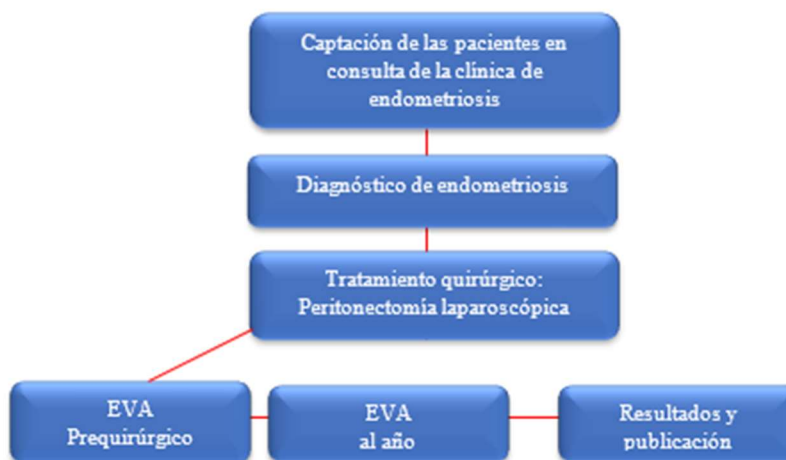 Captación de las pacientes en
consulta de la clínica de
endometriosis
Diagnóstico de endometriosis
Tratamiento quirúrgico:
Peritonectomía laparoscópica
EVA
Prequirúrgico
EVA
al año
Resultados y
publicación